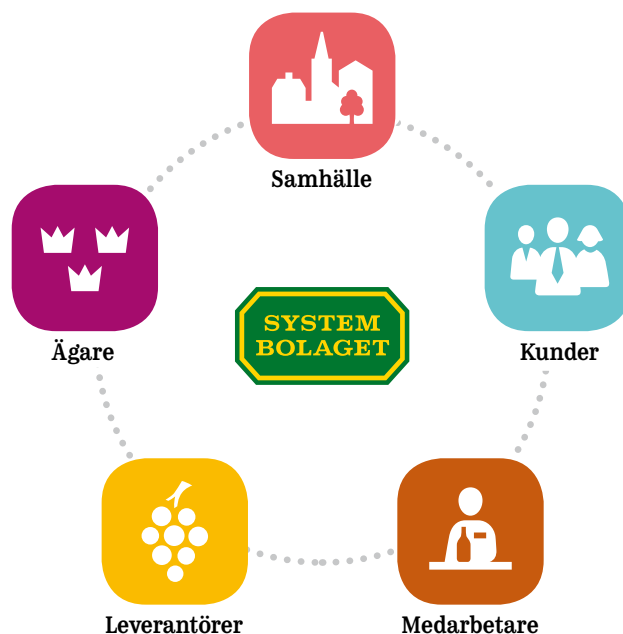 Samhälle
Ägare
SYSTEM
BOLAGET
Kunder
Leverantörer
Medarbetare